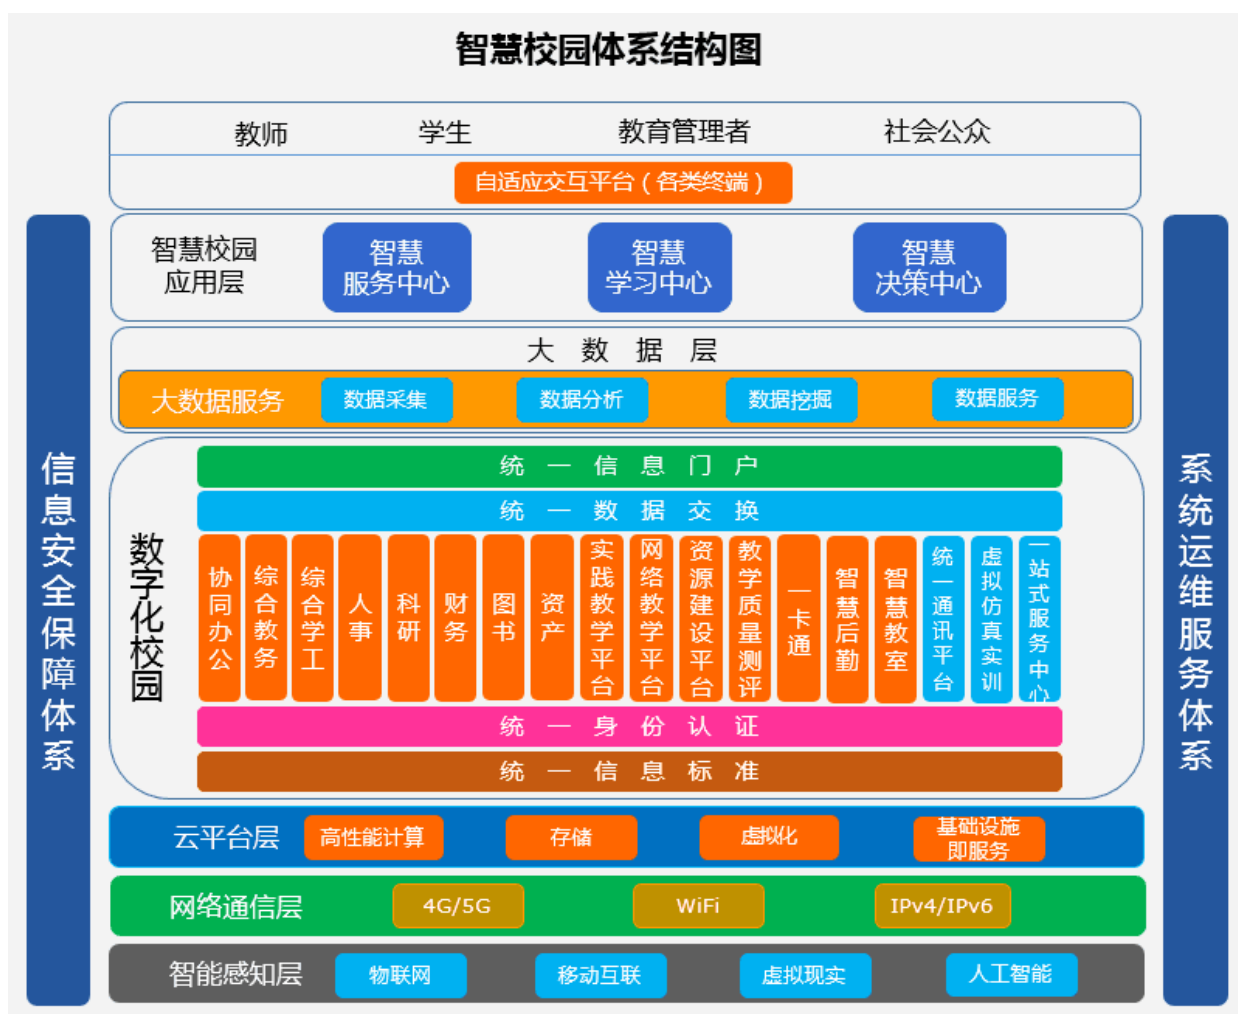 智慧校园体系结构图
教师 学生 教育管理者 社会公众
自适应交互平台（各类终端）
信息安全保障体系
智慧校园
应用层
智慧
服务中心
智慧
学习中心
智慧
决策中心
大数据层
大数据服务 数据采集 数据分析 数据挖掘 数据服务
数字化校园
统一信息门户
统一数据交换
协同办公
综合教务
综合学工
人事
科研
财务
图书
资产
实践教学平台
网络教学平台
资源建设平台
教学质量测评
一卡通
智慧后勤
智慧教室
统一通讯平台
虚拟仿真实训
一站式服务中心
统一身份认证
统一信息标准
云平台层 高性能计算 存储 虚拟化
基础设施
即服务
网络通信层 4G/5G WiFi IPv4/IPv6
智能感知层 物联网 移动互联 虚拟现实 人工智能
系统运维服务体系